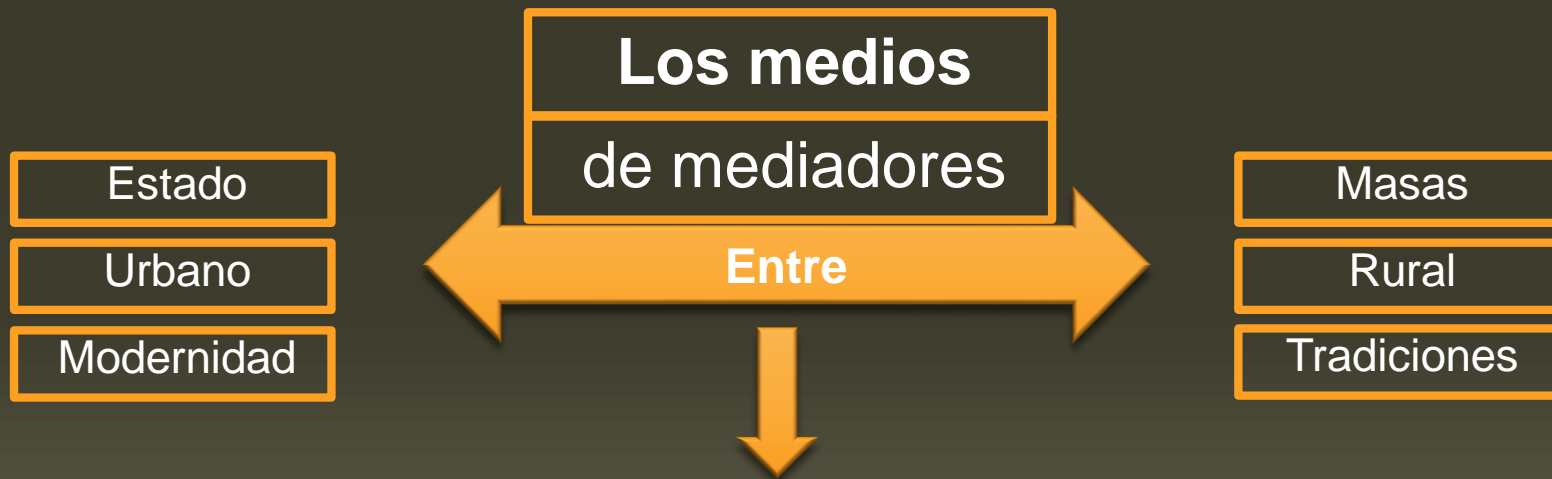 Los medios
de mediadores
Estado
Urbano
Modernidad
Entre
Masas
Rural
Tradiciones